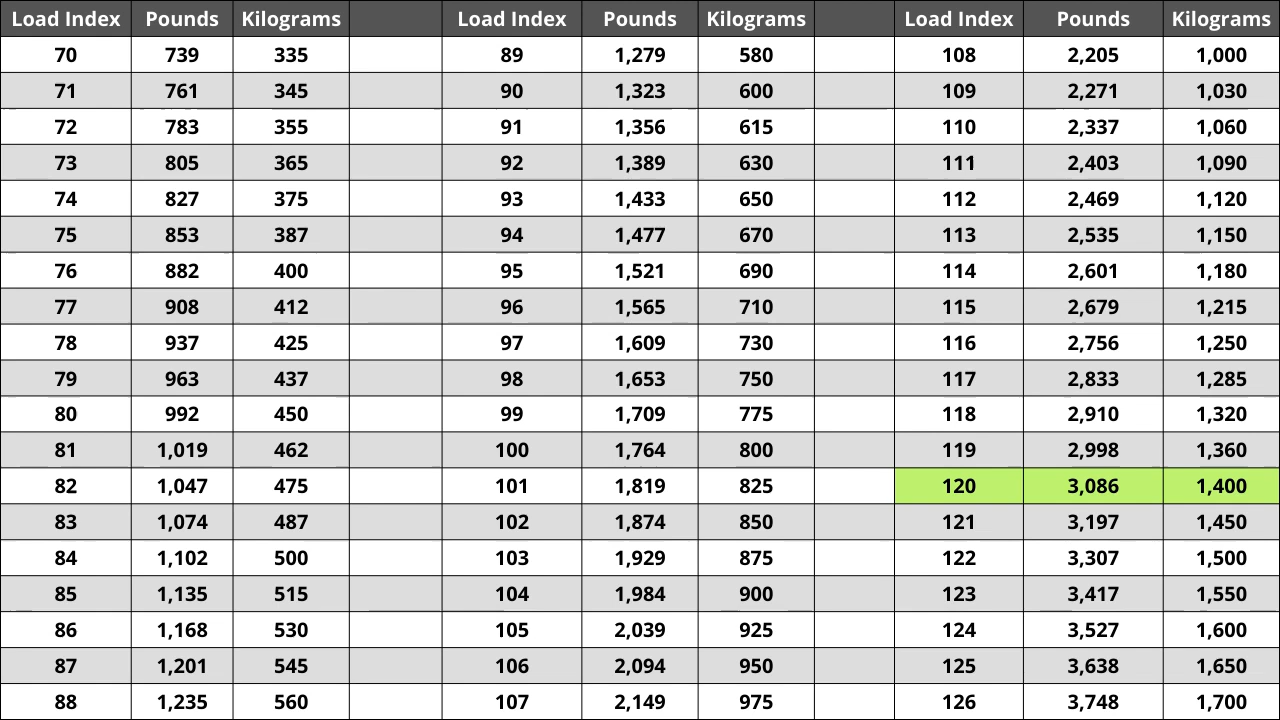 Load Index Pounds Kilograms Load Index Pounds Kilograms Load Index Pounds Kilograms
70 739 335 89 1,279 580 108 2,205 1,000
71 761 345 90 1,323 600 109 2,271 1,030
72 783 355 91 1,356 615 110 2,337 1,060
73 805 365 92 1,389 630 111 2,403 1,090
74 827 375 93 1,433 650 112 2,469 1,120
75 853 387 94 1,477 670 113 2,535 1,150
76 882 400 95 1,521 690 114 2,601 1,180
77 908 412 96 1,565 710 115 2,679 1,215
78 937 425 97 1,609 730 116 2,756 1,250
79 963 437 98 1,653 750 117 2,833 1,285
80 992 450 99 1,709 775 118 2,910 1,320
81 1,019 462 100 1,764 800 119 2,998 1,360
82 1,047 475 101 1,819 825 120 3,086 1,400
83 1,074 487 102 1,874 850 121 3,197 1,450
84 1,102 500 103 1,929 875 122 3,307 1,500
85 1,135 515 104 1,984 900 123 3,417 1,550
86 1,168 530 105 2,039 925 124 3,527 1,600
87 1,201 545 106 2,094 950 125 3,638 1,650
88 1,235 560 107 2,149 975 126 3,748 1,700